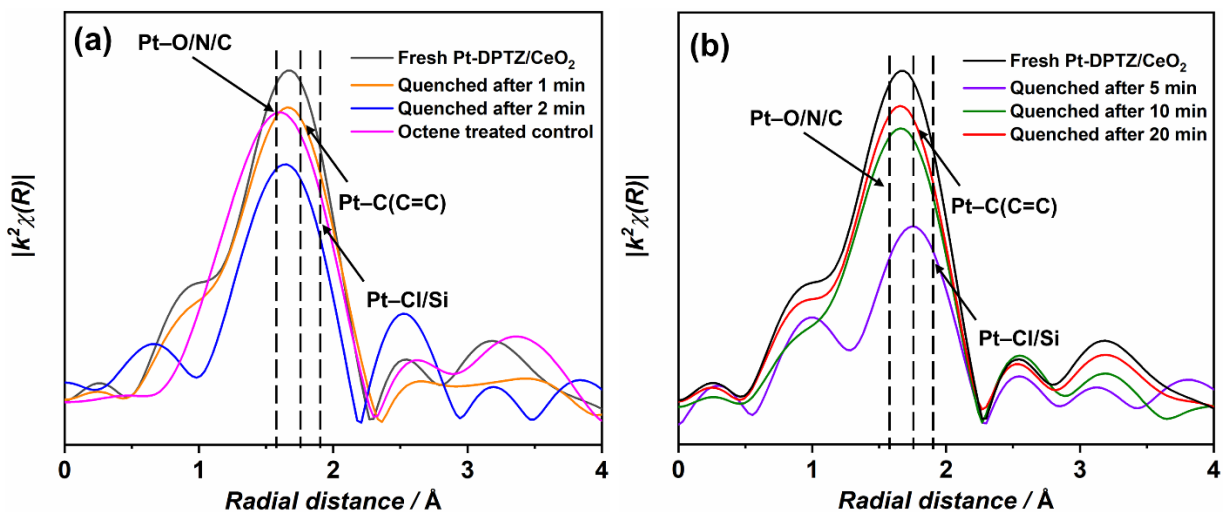 (a)
Pt–O/N/C
Fresh Pt-DPTZ/CeO₂
Quenched after 1 min
Quenched after 2 min
Octene treated control
Pt–C(C=C)
Pt–Cl/Si
|k²χ(R)|
0 1 2 3 4
Radial distance / Å
(b)
Fresh Pt-DPTZ/CeO₂
Quenched after 5 min
Quenched after 10 min
Quenched after 20 min
Pt–O/N/C
Pt–C(C=C)
Pt–Cl/Si
|k²χ(R)|
0 1 2 3 4
Radial distance / Å